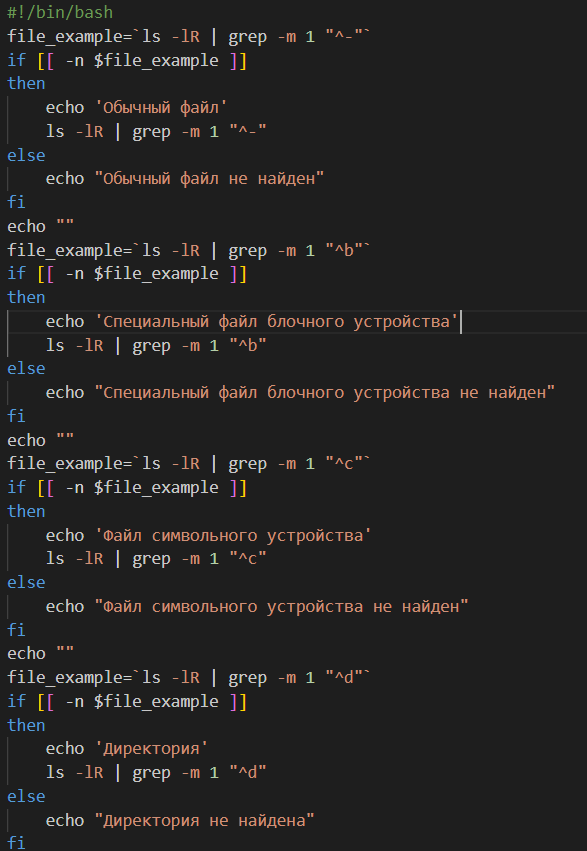 #!/bin/bash
file_example=`ls -lR | grep -m 1 "^-"`
if [[ -n $file_example ]]
then
    echo 'Обычный файл'
    ls -lR | grep -m 1 "^-"
else
    echo "Обычный файл не найден"
fi
echo ""
file_example=`ls -lR | grep -m 1 "^b"`
if [[ -n $file_example ]]
then
    echo 'Специальный файл блочного устройства'
    ls -lR | grep -m 1 "^b"
else
    echo "Специальный файл блочного устройства не найден"
fi
echo ""
file_example=`ls -lR | grep -m 1 "^c"`
if [[ -n $file_example ]]
then
    echo 'Файл символьного устройства'
    ls -lR | grep -m 1 "^c"
else
    echo "Файл символьного устройства не найден"
fi
echo ""
file_example=`ls -lR | grep -m 1 "^d"`
if [[ -n $file_example ]]
then
    echo 'Директория'
    ls -lR | grep -m 1 "^d"
else
    echo "Директория не найдена"
fi